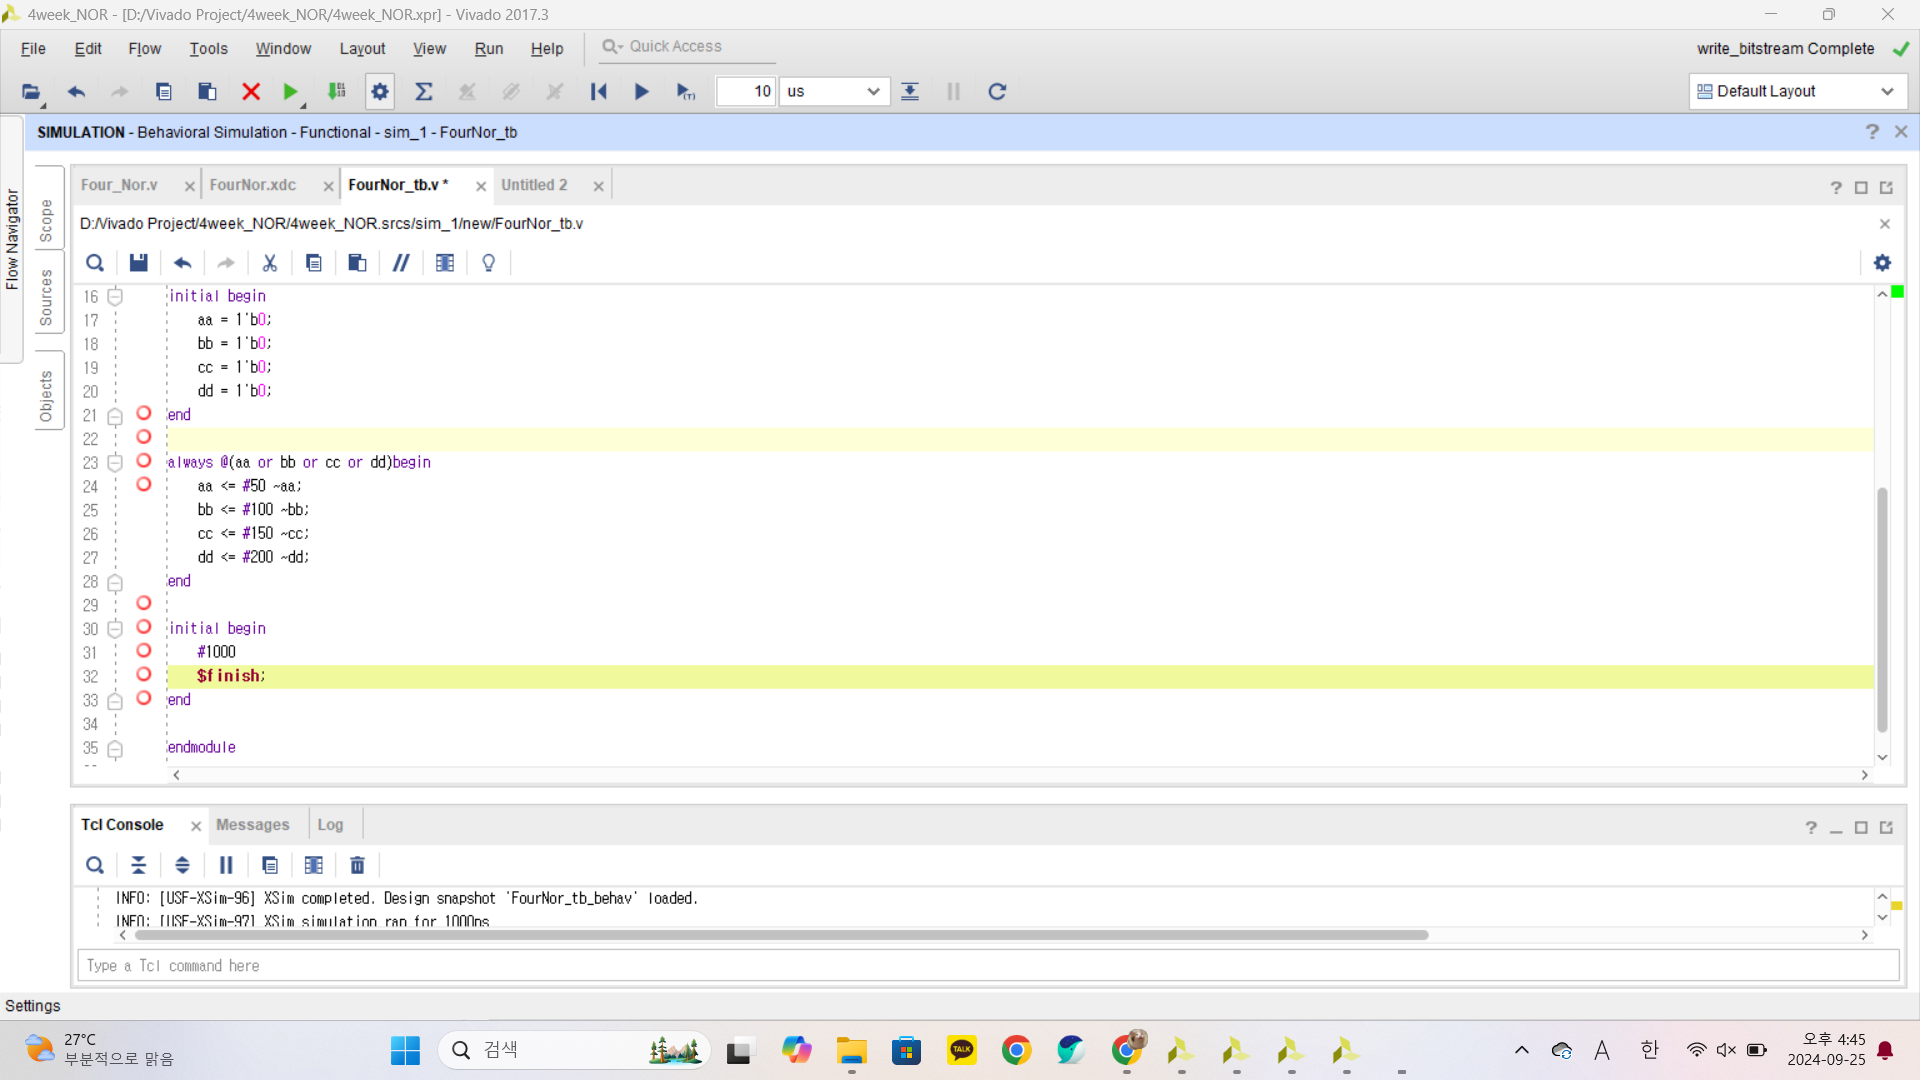 4week_NOR - [D:/Vivado Project/4week_NOR/4week_NOR.xpr] - Vivado 2017.3
File Edit Flow Tools Window Layout View Run Help Quick Access write_bitstream Complete
10 us Default Layout
SIMULATION - Behavioral Simulation - Functional - sim_1 - FourNor_tb
Flow Navigator
Scope
Sources
Objects
Four_Nor.v FourNor.xdc FourNor_tb.v * Untitled 2
D:/Vivado Project/4week_NOR/4week_NOR.srcs/sim_1/new/FourNor_tb.v
16 initial begin
17 aa = 1'b0;
18 bb = 1'b0;
19 cc = 1'b0;
20 dd = 1'b0;
21 end
22
23 always @(aa or bb or cc or dd)begin
24 aa <= #50 ~aa;
25 bb <= #100 ~bb;
26 cc <= #150 ~cc;
27 dd <= #200 ~dd;
28 end
29
30 initial begin
31 #1000
32 $finish;
33 end
34
35 endmodule
Tcl Console Messages Log
INFO: [USF-XSim-96] XSim completed. Design snapshot 'FourNor_tb_behav' loaded.
INFO: [USF-XSim-97] XSim simulation ran for 1000ns
Type a Tcl command here
Settings
27°C
부분적으로 맑음
검색
TALK
A 한
오후 4:45
2024-09-25